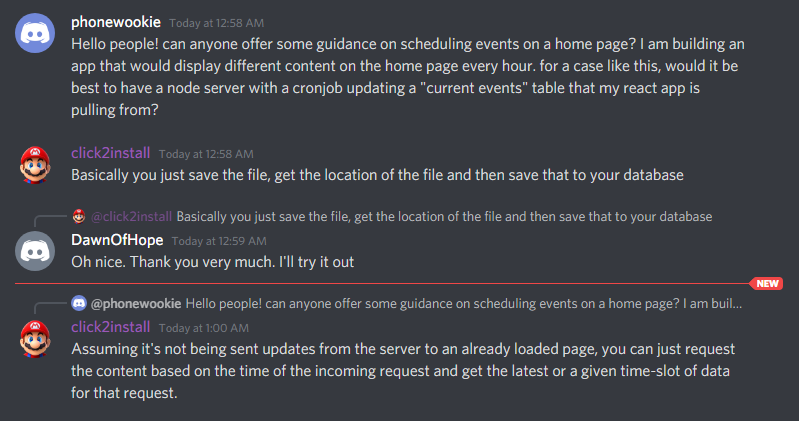 phonewookie Today at 12:58 AM
Hello people! can anyone offer some guidance on scheduling events on a home page? I am building an
app that would display different content on the home page every hour. for a case like this, would it be
best to have a node server with a cronjob updating a "current events" table that my react app is
pulling from?
click2install Today at 12:58 AM
Basically you just save the file, get the location of the file and then save that to your database
@click2install Basically you just save the file, get the location of the file and then save that to your database
DawnOfHope Today at 12:59 AM
Oh nice. Thank you very much. I'll try it out
NEW
@phonewookie Hello people! can anyone offer some guidance on scheduling events on a home page? I am buil...
click2install Today at 1:00 AM
Assuming it's not being sent updates from the server to an already loaded page, you can just request
the content based on the time of the incoming request and get the latest or a given time-slot of data
for that request.